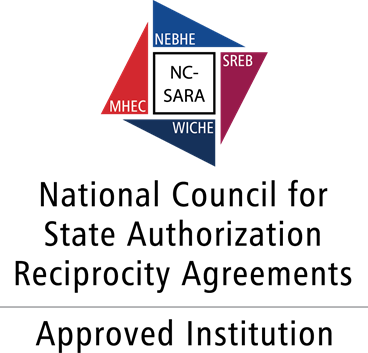 NEBHE
SREB
NC-
SARA
MHEC
WICHE
National Council for
State Authorization
Reciprocity Agreements
Approved Institution